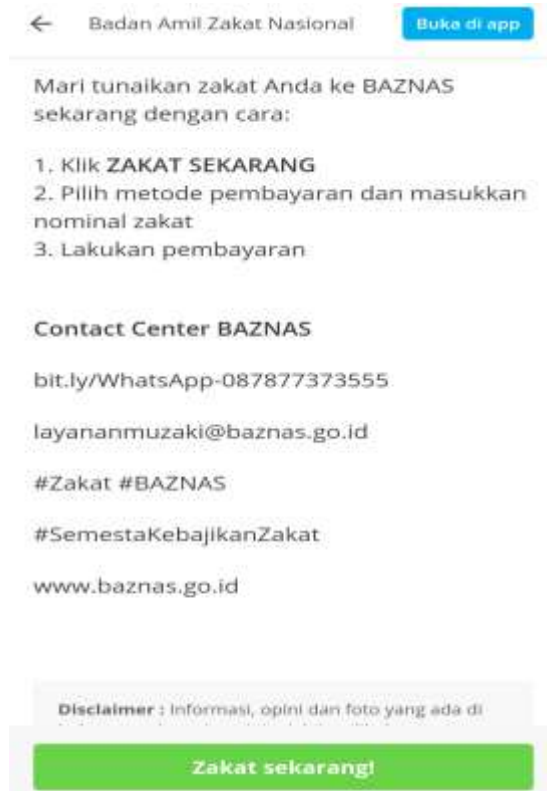 Badan Amil Zakat Nasional
Buka di app
Mari tunaikan zakat Anda ke BAZNAS
sekarang dengan cara:
1. Klik ZAKAT SEKARANG
2. Pilih metode pembayaran dan masukkan
nominal zakat
3. Lakukan pembayaran
Contact Center BAZNAS
bit.ly/WhatsApp-087877373555
layananmuzaki@baznas.go.id
#Zakat #BAZNAS
#SemestaKebajikanZakat
www.baznas.go.id
Disclaimer : Informasi, opini dan foto yang ada di
Zakat sekarang!